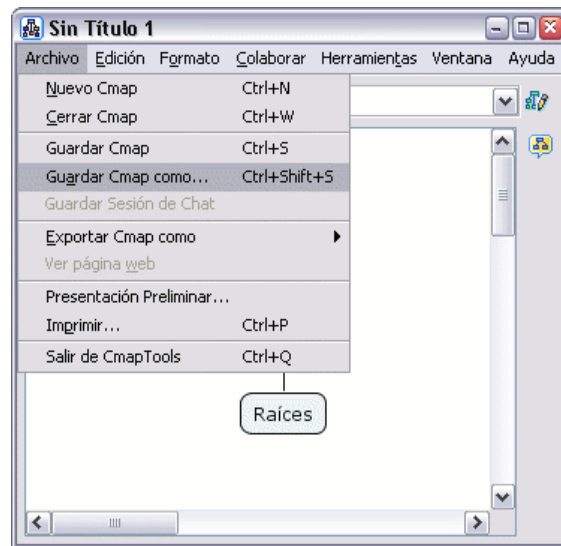 Sin Título 1
Archivo Edición Formato Colaborar Herramientas Ventana Ayuda
Nuevo Cmap Ctrl+N
Cerrar Cmap Ctrl+W
Guardar Cmap Ctrl+S
Guardar Cmap como... Ctrl+Shift+S
Guardar Sesión de Chat
Exportar Cmap como
Ver página web
Presentación Preliminar...
Imprimir... Ctrl+P
Salir de CmapTools Ctrl+Q
Raíces